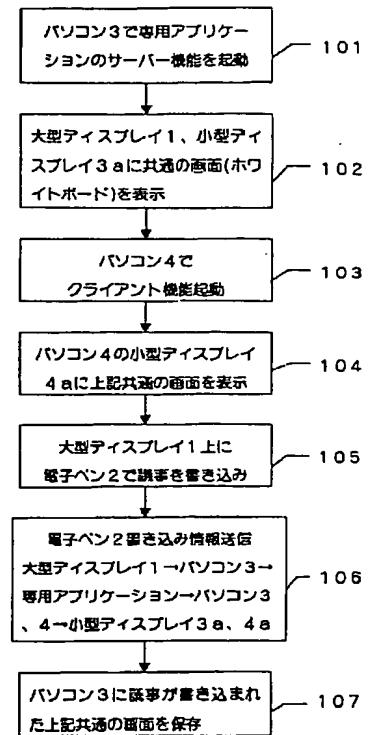 パソコン3で専用アプリケー
ションのサーバー機能を起動
101
大型ディスプレイ1、小型ディ
スプレイ3aに共通の画面(ホワ
イトボード)を表示
102
パソコン4で
クライアント機能起動
103
パソコン4の小型ディスプレイ
4aに上記共通の画面を表示
104
大型ディスプレイ1上に
電子ペン2で議事を書き込み
105
電子ペン2書き込み情報送信
大型ディスプレイ1→パソコン3→
専用アプリケーション→パソコン3
、4→小型ディスプレイ3a、4a
106
パソコン3に議事が書き込まれ
た上記共通の画面を保存
107